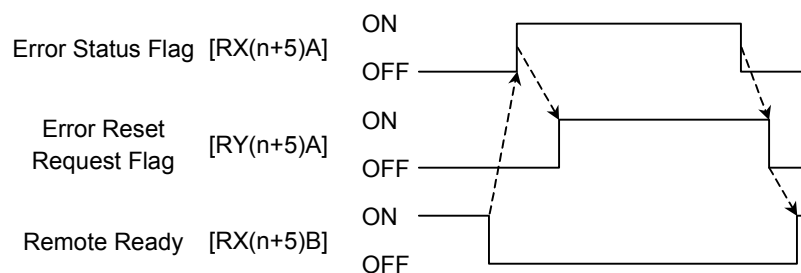 ON
Error Status Flag [RX(n+5)A]
OFF
ON
Error Reset
Request Flag [RY(n+5)A]
OFF
ON
Remote Ready [RX(n+5)B]
OFF